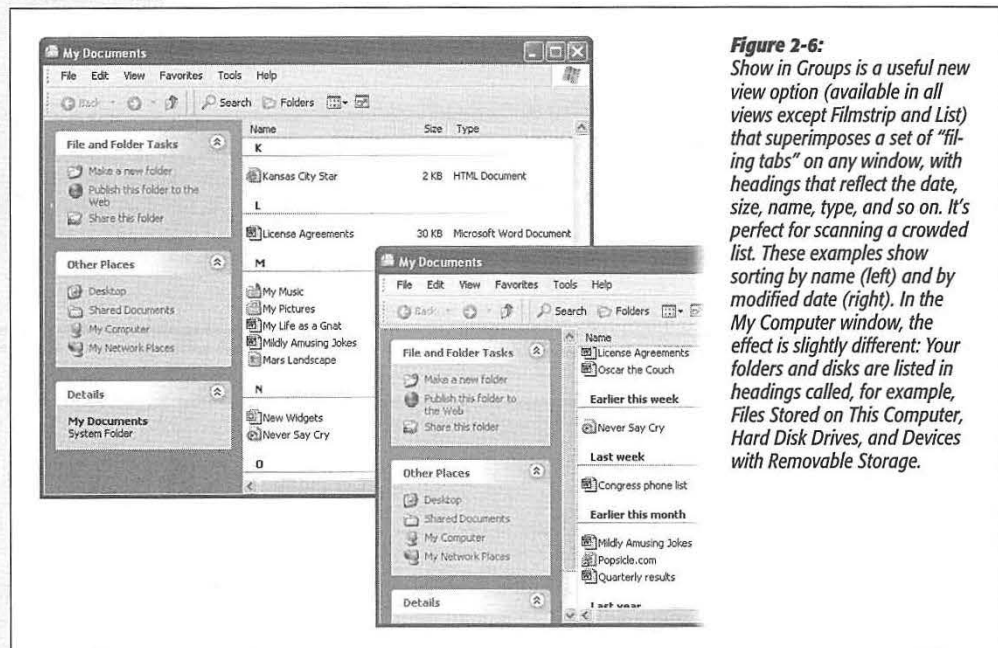 My Documents
File Edit View Favorites Tools Help
Back Search Folders
File and Folder Tasks
Make a new folder
Publish this folder to the
Web
Share this folder
Other Places
Desktop
Shared Documents
My Computer
My Network Places
Details
My Documents
System Folder
Name Size Type
K
Kansas City Star 2 KB HTML Document
L
License Agreements 30 KB Microsoft Word Document
M
My Music
My Pictures
My Life as a Gnat
Mildly Amusing Jokes
Mars Landscape
N
New Widgets
Never Say Cry
O
My Documents
File Edit View Favorites Tools Help
Back Search Folders
File and Folder Tasks
Make a new folder
Publish this folder to
the Web
Share this folder
Other Places
Desktop
Shared Documents
My Computer
My Network Places
Details
Name
License Agreements
Oscar the Couch
Earlier this week
Never Say Cry
Last week
Congress phone list
Earlier this month
Mildly Amusing Jokes
Popsicle.com
Quarterly results
Last year
Figure 2-6:
Show in Groups is a useful new
view option (available in all
views except Filmstrip and List)
that superimposes a set of “fil-
ing tabs” on any window, with
headings that reflect the date,
size, name, type, and so on. It's
perfect for scanning a crowded
list. These examples show
sorting by name (left) and by
modified date (right). In the
My Computer window, the
effect is slightly different: Your
folders and disks are listed in
headings called, for example,
Files Stored on This Computer,
Hard Disk Drives, and Devices
with Removable Storage.